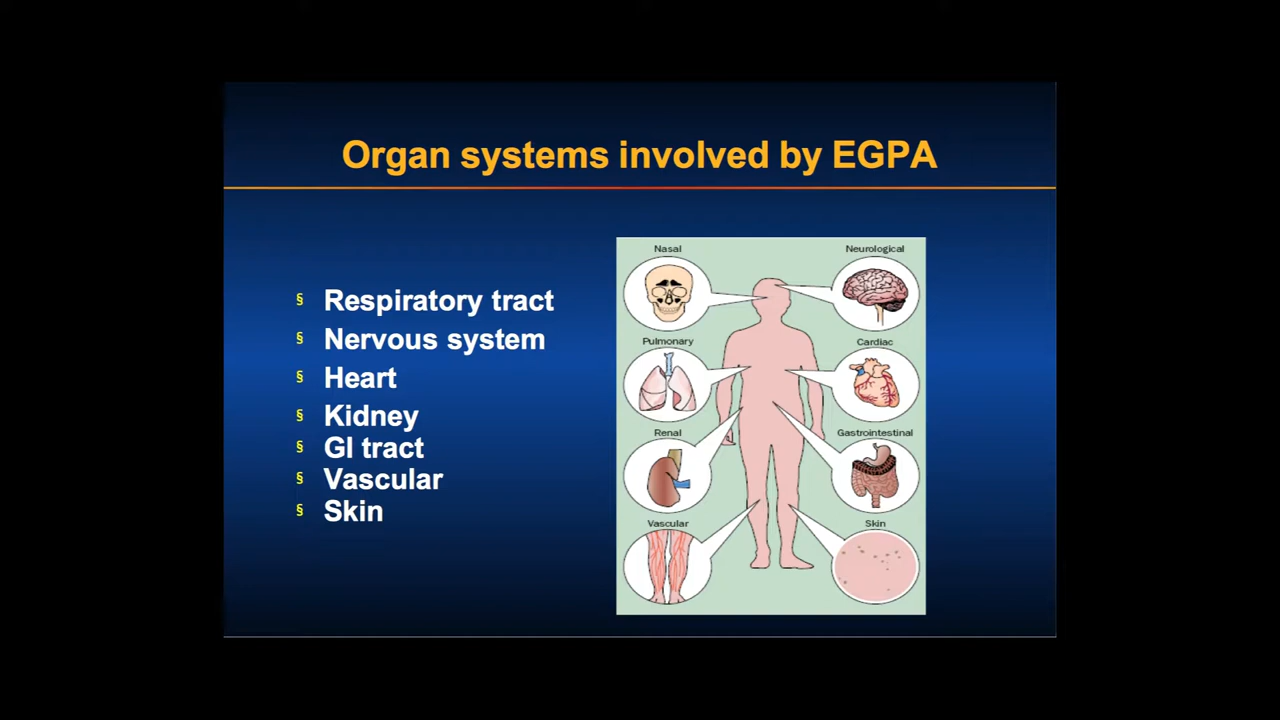 Organ systems involved by EGPA
§ Respiratory tract
§ Nervous system
§ Heart
§ Kidney
§ GI tract
§ Vascular
§ Skin
Nasal
Neurological
Pulmonary
Cardiac
Renal
Gastrointestinal
Vascular
Skin